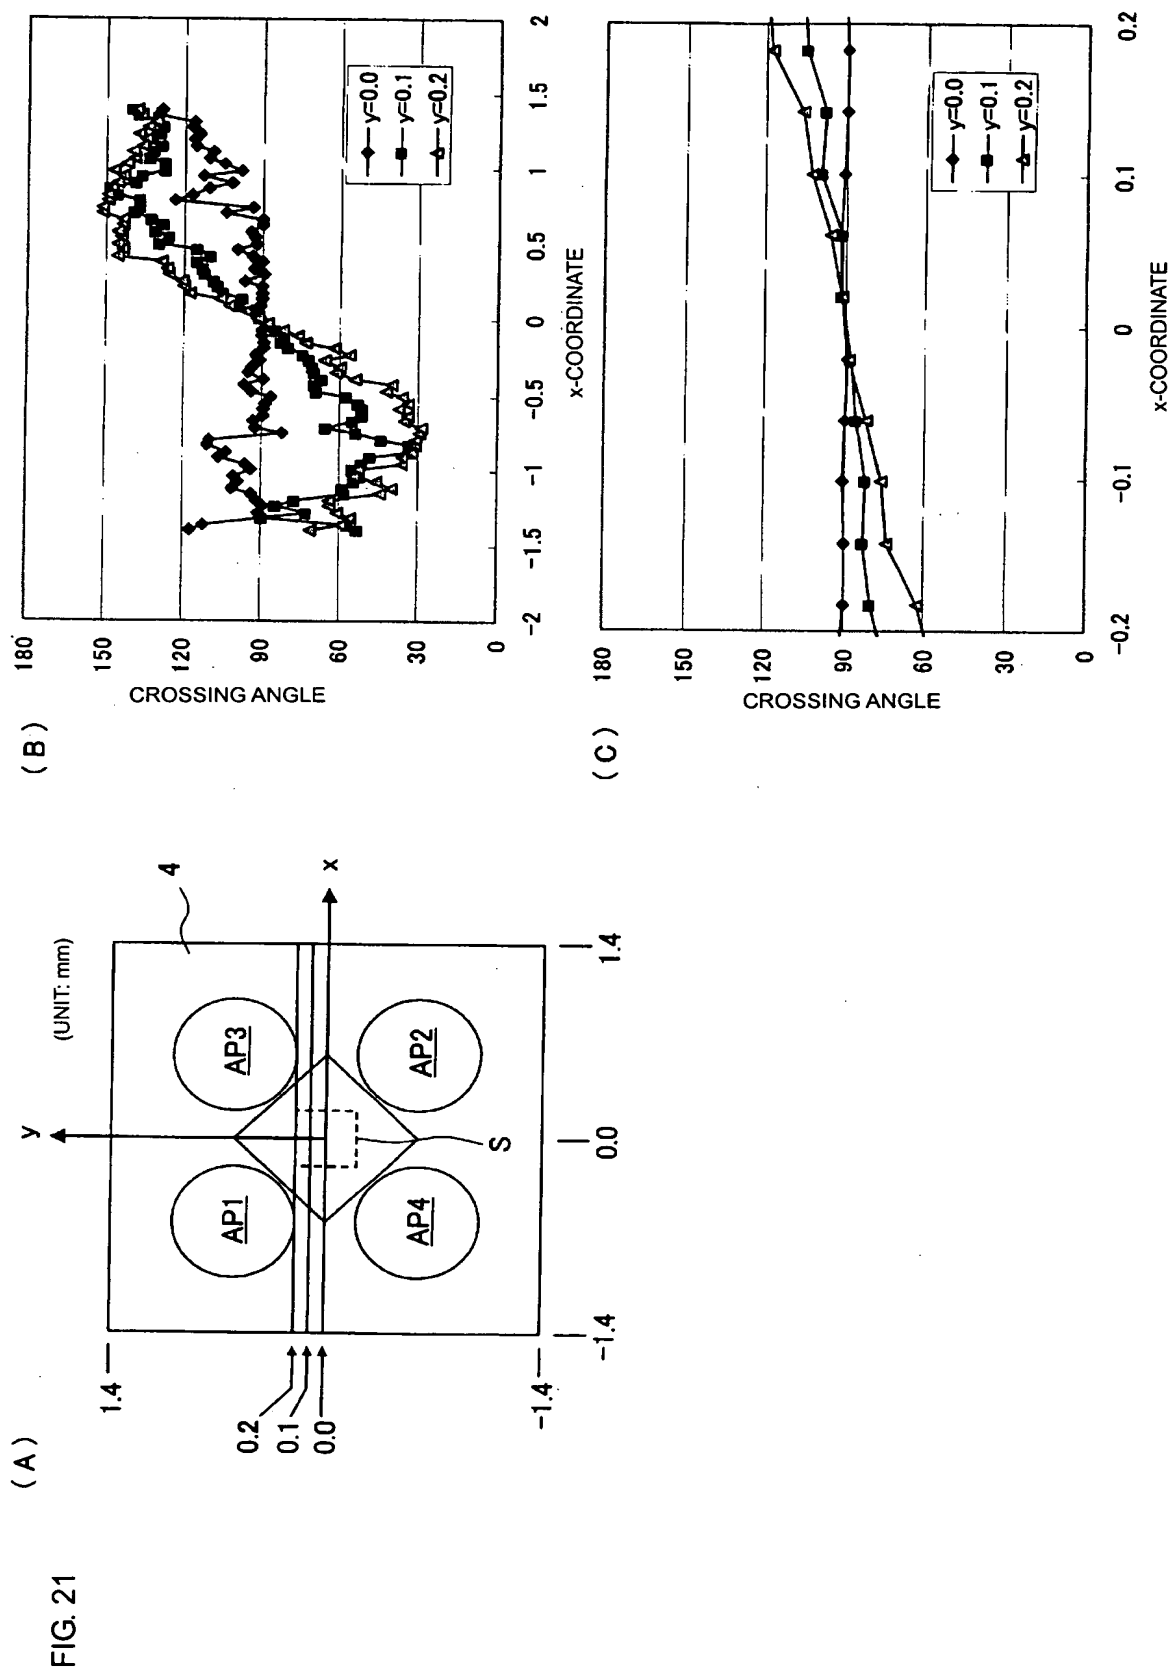 FIG. 21
( A )
(UNIT: mm)
y
x
4
AP1
AP3
AP4
AP2
S
1.4
0.2
0.1
0.0
-1.4
-1.4
0.0
1.4
( B )
CROSSING ANGLE
180
150
120
90
60
30
0
-2
-1.5
-1
-0.5
0
0.5
1
1.5
2
x-COORDINATE
y=0.0
y=0.1
y=0.2
( C )
CROSSING ANGLE
180
150
120
90
60
30
0
-0.2
-0.1
0
0.1
0.2
x-COORDINATE
y=0.0
y=0.1
y=0.2